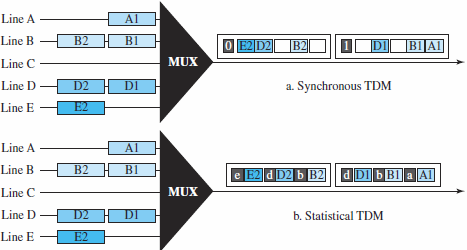 Line A A1
Line B B2 B1
Line C
Line D D2 D1
Line E E2
MUX
0 E2 D2 B2 1 D1 B1 A1
a. Synchronous TDM
Line A A1
Line B B2 B1
Line C
Line D D2 D1
Line E E2
MUX
e E2 d D2 b B2 d D1 b B1 a A1
b. Statistical TDM